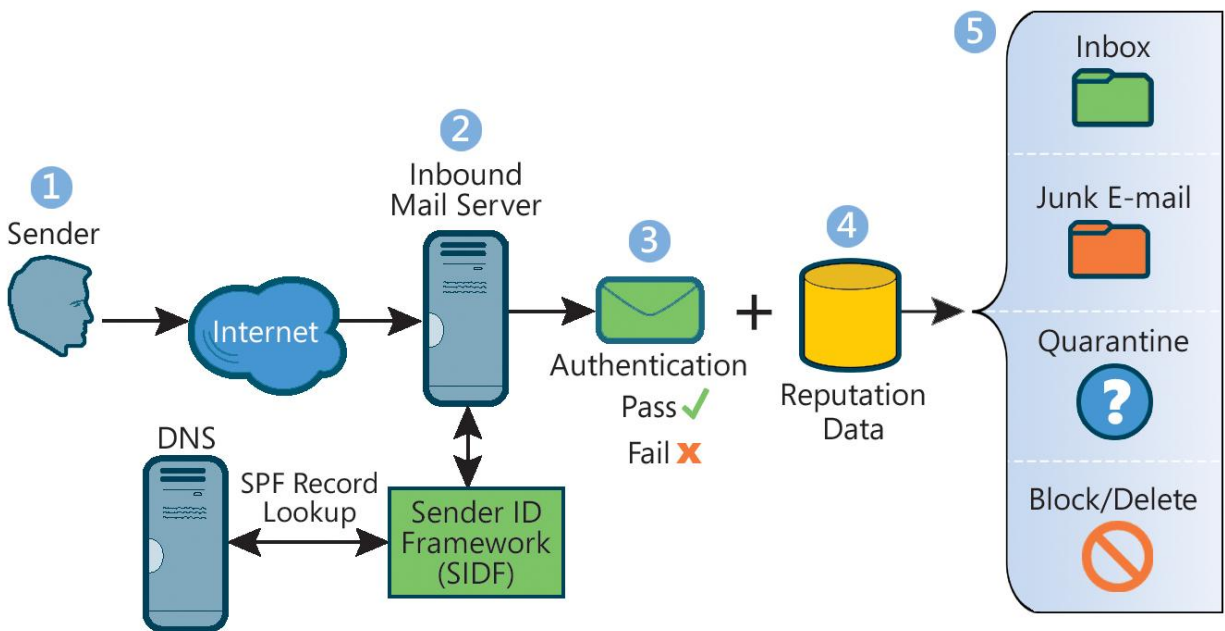 1
Sender
Internet
2
Inbound
Mail Server
DNS
SPF Record
Lookup
Sender ID
Framework
(SIDF)
3
Authentication
Pass ✓
Fail X
+
4
Reputation
Data
5
Inbox
Junk E-mail
Quarantine
?
Block/Delete